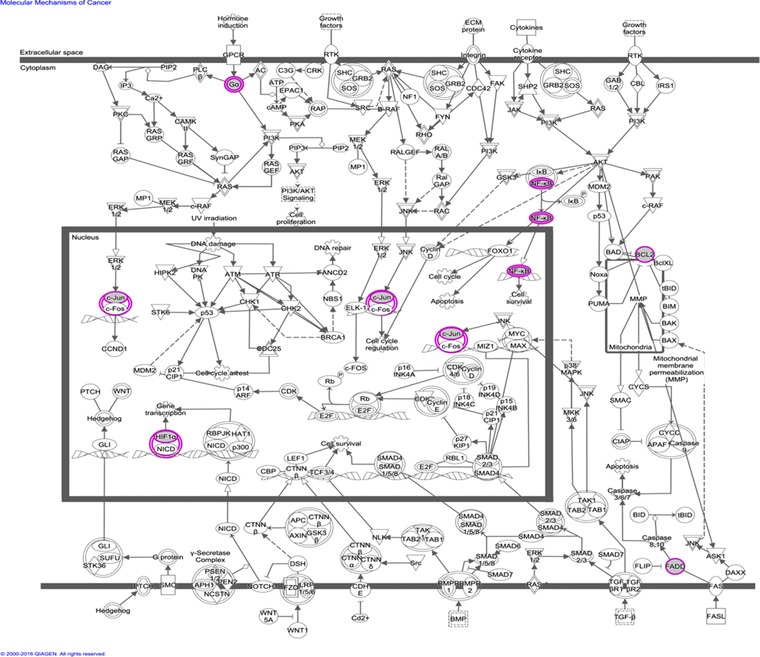 Molecular Mechanisms of Cancer
Hormone induction
Growth factors
ECM protein
Cytokines
Growth factors
Extracellular space
GPCR
RTK
Integrin
Cytokine receptor
RTK
Cytoplasm
DAG
PIP2
PLC β
AC
C3G
CRK
RAS
SHC
GRB2
SOS
SHC
GRB2
SOS
FAK
SHC
GRB2
SOS
GAB 1/2
CBL
IRS1
IP3
ATP
EPAC1
cAMP
RAP
SRC
B-RAF
NF1
CDC42
SHP2
JAK
RAS
PI3K
PI3K
Ca2+
PKA
FYN
RHO
CAMK
RAS GRP
PI3K
PIP3
PIP2
MEK 1/2
MP1
RALGEF
RAL A/B
PI3K
RAS GAP
RAS GRF
SynGAP
RAS GEF
AKT
Ral GAP
GSK3
IκB
NF-κB
AKT
PAK
MDM2
RAS
PI3K/AKT Signaling
ERK 1/2
IκB
P
p53
c-RAF
MP1
MEK 1/2
c-RAF
ERK 1/2
UV irradiation
Cell proliferation
JNK
RAC
NF-κB
Nucleus
DNA damage
DNA repair
ERK 1/2
JNK
Cyclin D
FOXO1
BAD
BCL2
BclXL
ERK 1/2
HIPK2
DNA PK
ATM
ATR
FANCD2
NF-κB
Noxa
tBID
Cell cycle
Cell survival
c-Jun
c-Fos
CHK1
CHK2
NBS1
ELK-1
c-Jun
c-Fos
Apoptosis
PUMA
MMP
BIM
STK6
p53
BRCA1
JNK
MYC
MAX
BAK
BAX
CCND1
CDC25
Cell cycle regulation
c-Jun
c-Fos
MIZ1
Mitochondria
Mitochondrial membrane permeabilization (MMP)
MDM2
p21 CIP1
Cell cycle arrest
c-FOS
p16 INK4A
CDK 4/6
Cyclin D
p38 MAPK
PTCH
WNT
p14 ARF
CDK
Rb
P
Rb
E2F
E2F
CDK2
Cyclin E
p18 INK4C
p19 INK4D
p15 INK4B
p21 CIP1
JNK
CYCS
SMAC
Hedgehog
Gene transcription
MKK 3/6
GLI
HIF1α
NICD
RBPJK
HAT1
NICD
p300
Cell survival
p27 KIP1
CIAP
CYCC
APAF1
Caspase 9
LEF1
CBP
CTNN β
TCF3/4
SMAD4
SMAD 1/5/8
E2F
RBL1
SMAD 2/3
SMAD4
Apoptosis
NICD
TAK1
TAB2
TAB1
Caspase 3/6/7
NICD
CTNN β
APC
CTNN β
AXIN
GSK3 β
NLK
TAK1
TAB2
TAB1
SMAD4
SMAD 1/5/8
SMAD 2/3
SMAD4
BID
tBID
GLI
SUFU
STK36
G protein
γ-Secretase Complex
PSEN 1/2
PEN2
APH1
NCSTN
DSH
CTNN β
CTNN α
CTNN δ
Src
SMAD 1/5/8
SMAD6
SMAD7
SMAD4
ERK 1/2
SMAD 2/3
SMAD7
Caspase 8,10
JNK
ASK1
DAXX
FLIP
FADD
PTCH
SMO
NOTCH
FZD
LRP 1/5/6
CDH E
BMPR 1
BMPR 2
RAS
TGF βR1
TGF βR2
FAS
Hedgehog
WNT 5A
WNT1
Cd2+
BMP
TGF-β
FASL
© 2000-2016 QIAGEN. All rights reserved.